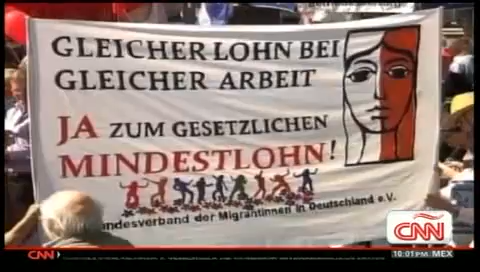 GLEICHER LOHN BEI
GLEICHER ARBEIT
JA ZUM GESETZLICHEN
MINDESTLOHN!
der Migrantinnen in Deutschland e.V.
CNN
CNN
10:01 PM MEX